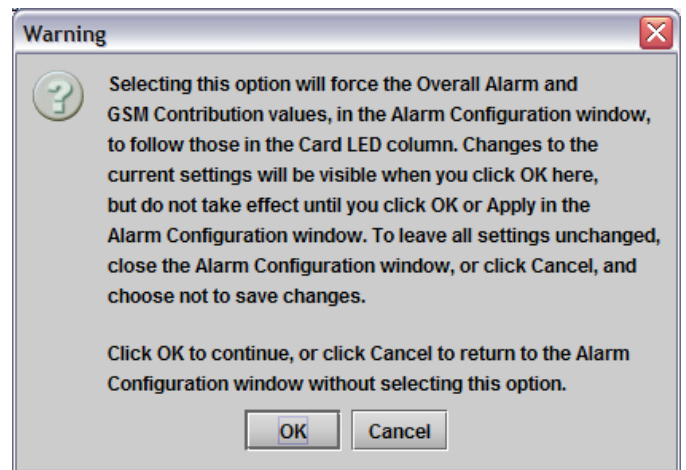 Warning
Selecting this option will force the Overall Alarm and
GSM Contribution values, in the Alarm Configuration window,
to follow those in the Card LED column. Changes to the
current settings will be visible when you click OK here,
but do not take effect until you click OK or Apply in the
Alarm Configuration window. To leave all settings unchanged,
close the Alarm Configuration window, or click Cancel, and
choose not to save changes.
Click OK to continue, or click Cancel to return to the Alarm
Configuration window without selecting this option.
OK Cancel